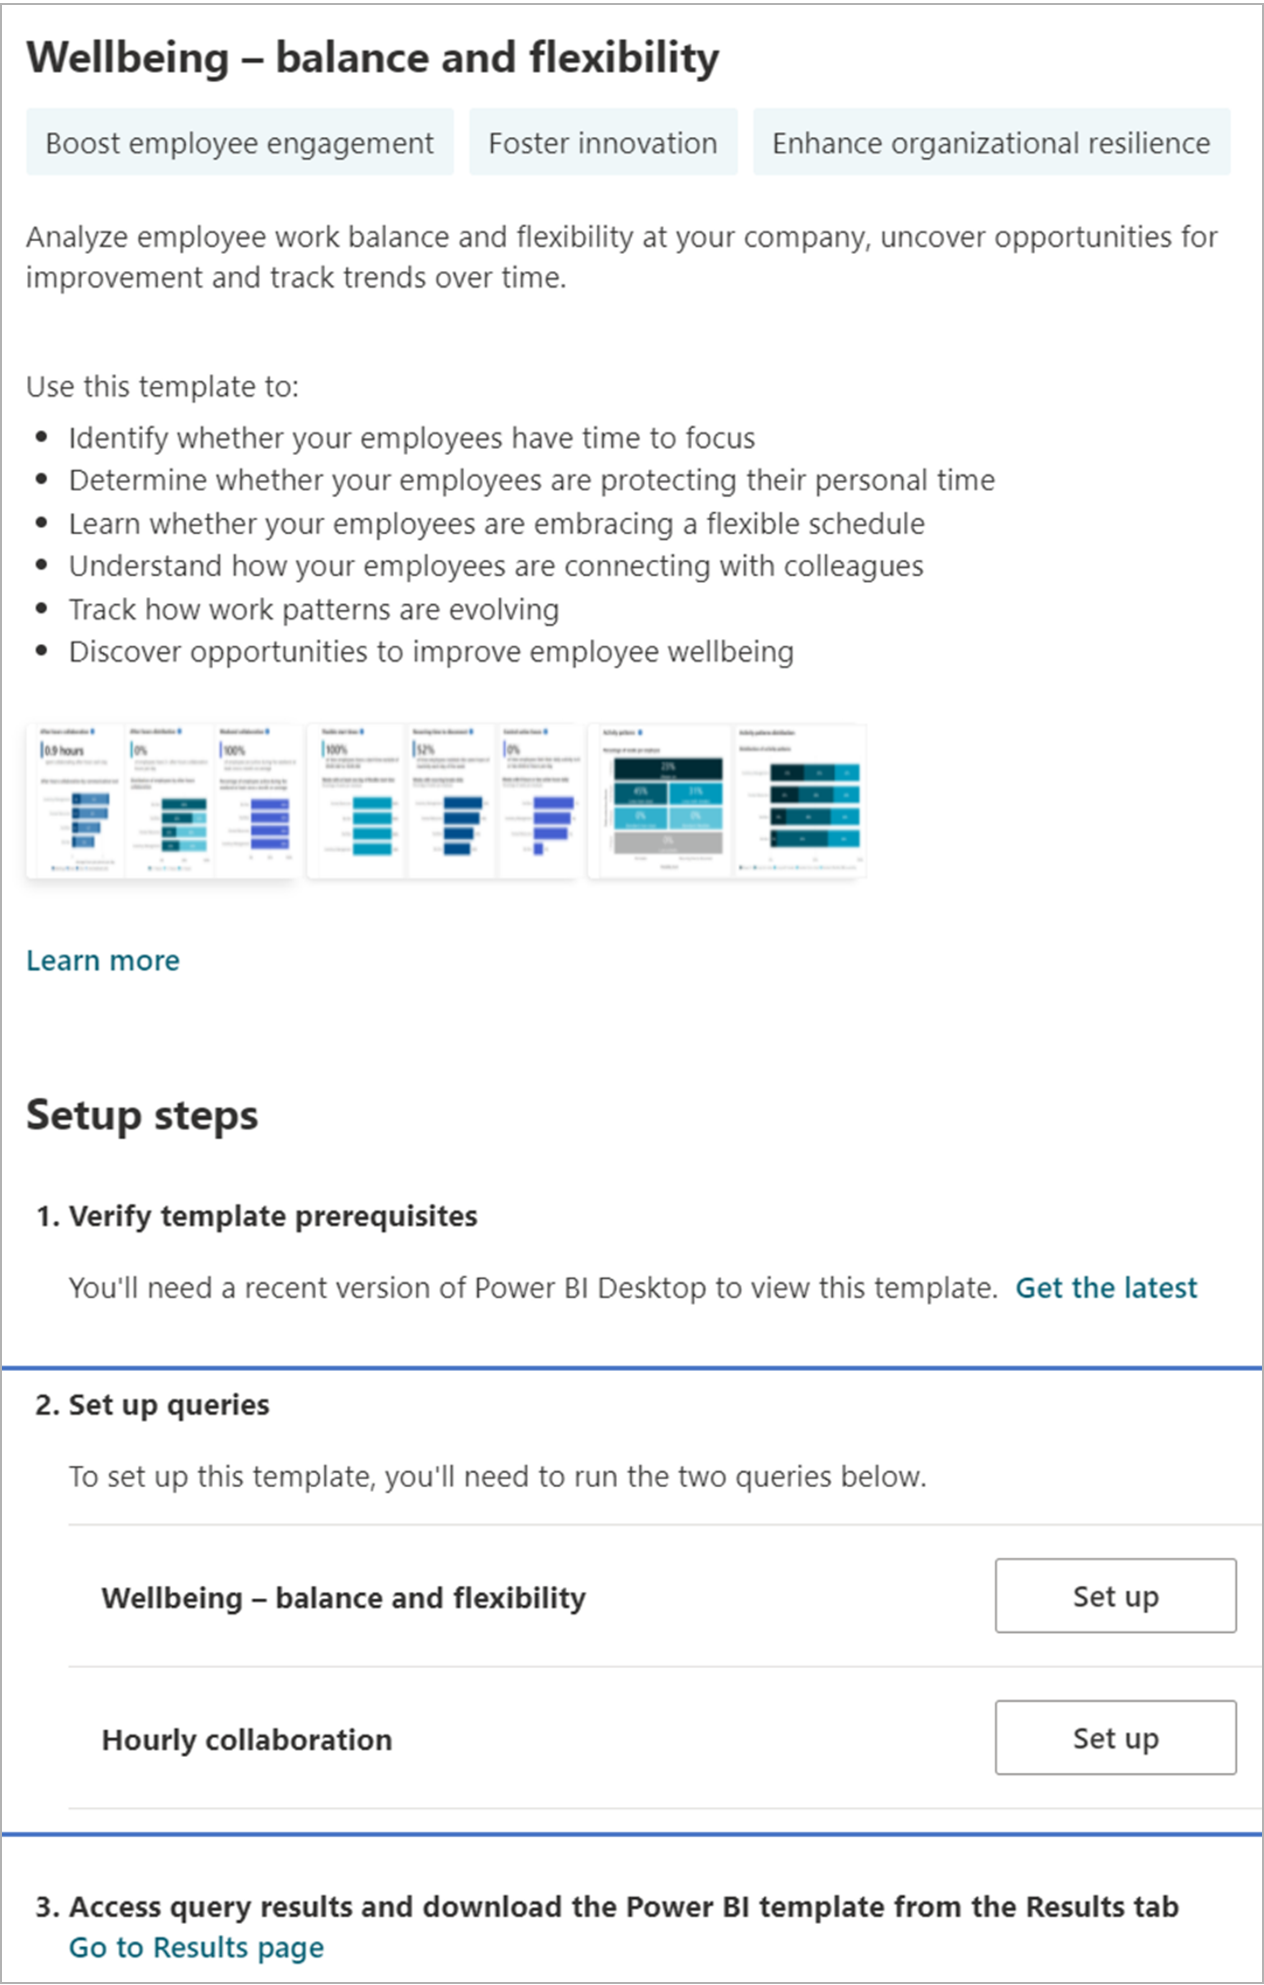 Wellbeing – balance and flexibility
Boost employee engagement
Foster innovation
Enhance organizational resilience
Analyze employee work balance and flexibility at your company, uncover opportunities for
improvement and track trends over time.
Use this template to:
• Identify whether your employees have time to focus
• Determine whether your employees are protecting their personal time
• Learn whether your employees are embracing a flexible schedule
• Understand how your employees are connecting with colleagues
• Track how work patterns are evolving
• Discover opportunities to improve employee wellbeing
0.9 hours
0%
100%
100%
52%
0%
Learn more
Setup steps
1. Verify template prerequisites
You'll need a recent version of Power BI Desktop to view this template. Get the latest
2. Set up queries
To set up this template, you'll need to run the two queries below.
Wellbeing – balance and flexibility
Set up
Hourly collaboration
Set up
3. Access query results and download the Power BI template from the Results tab
Go to Results page